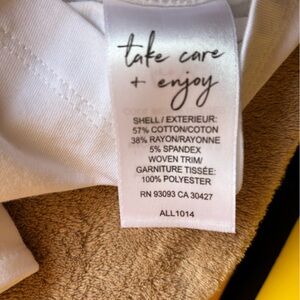 take care
+ enjoy
SHELL / EXTERIEUR:
57% COTTON/COTON
38% RAYON/RAYONNE
5% SPANDEX
WOVEN TRIM/
GARNITURE TISSÉE:
100% POLYESTER
RN 93093 CA 30427
ALL1014